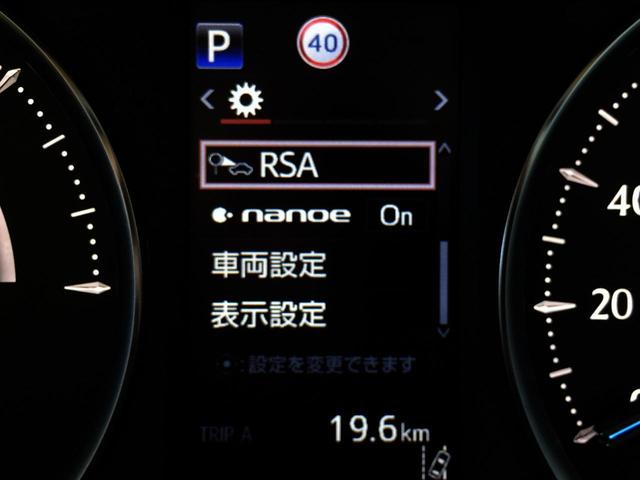 P 40
RSA
nanoe On
車両設定
表示設定
:設定を変更できます
TRIP A 19.6km
40
20